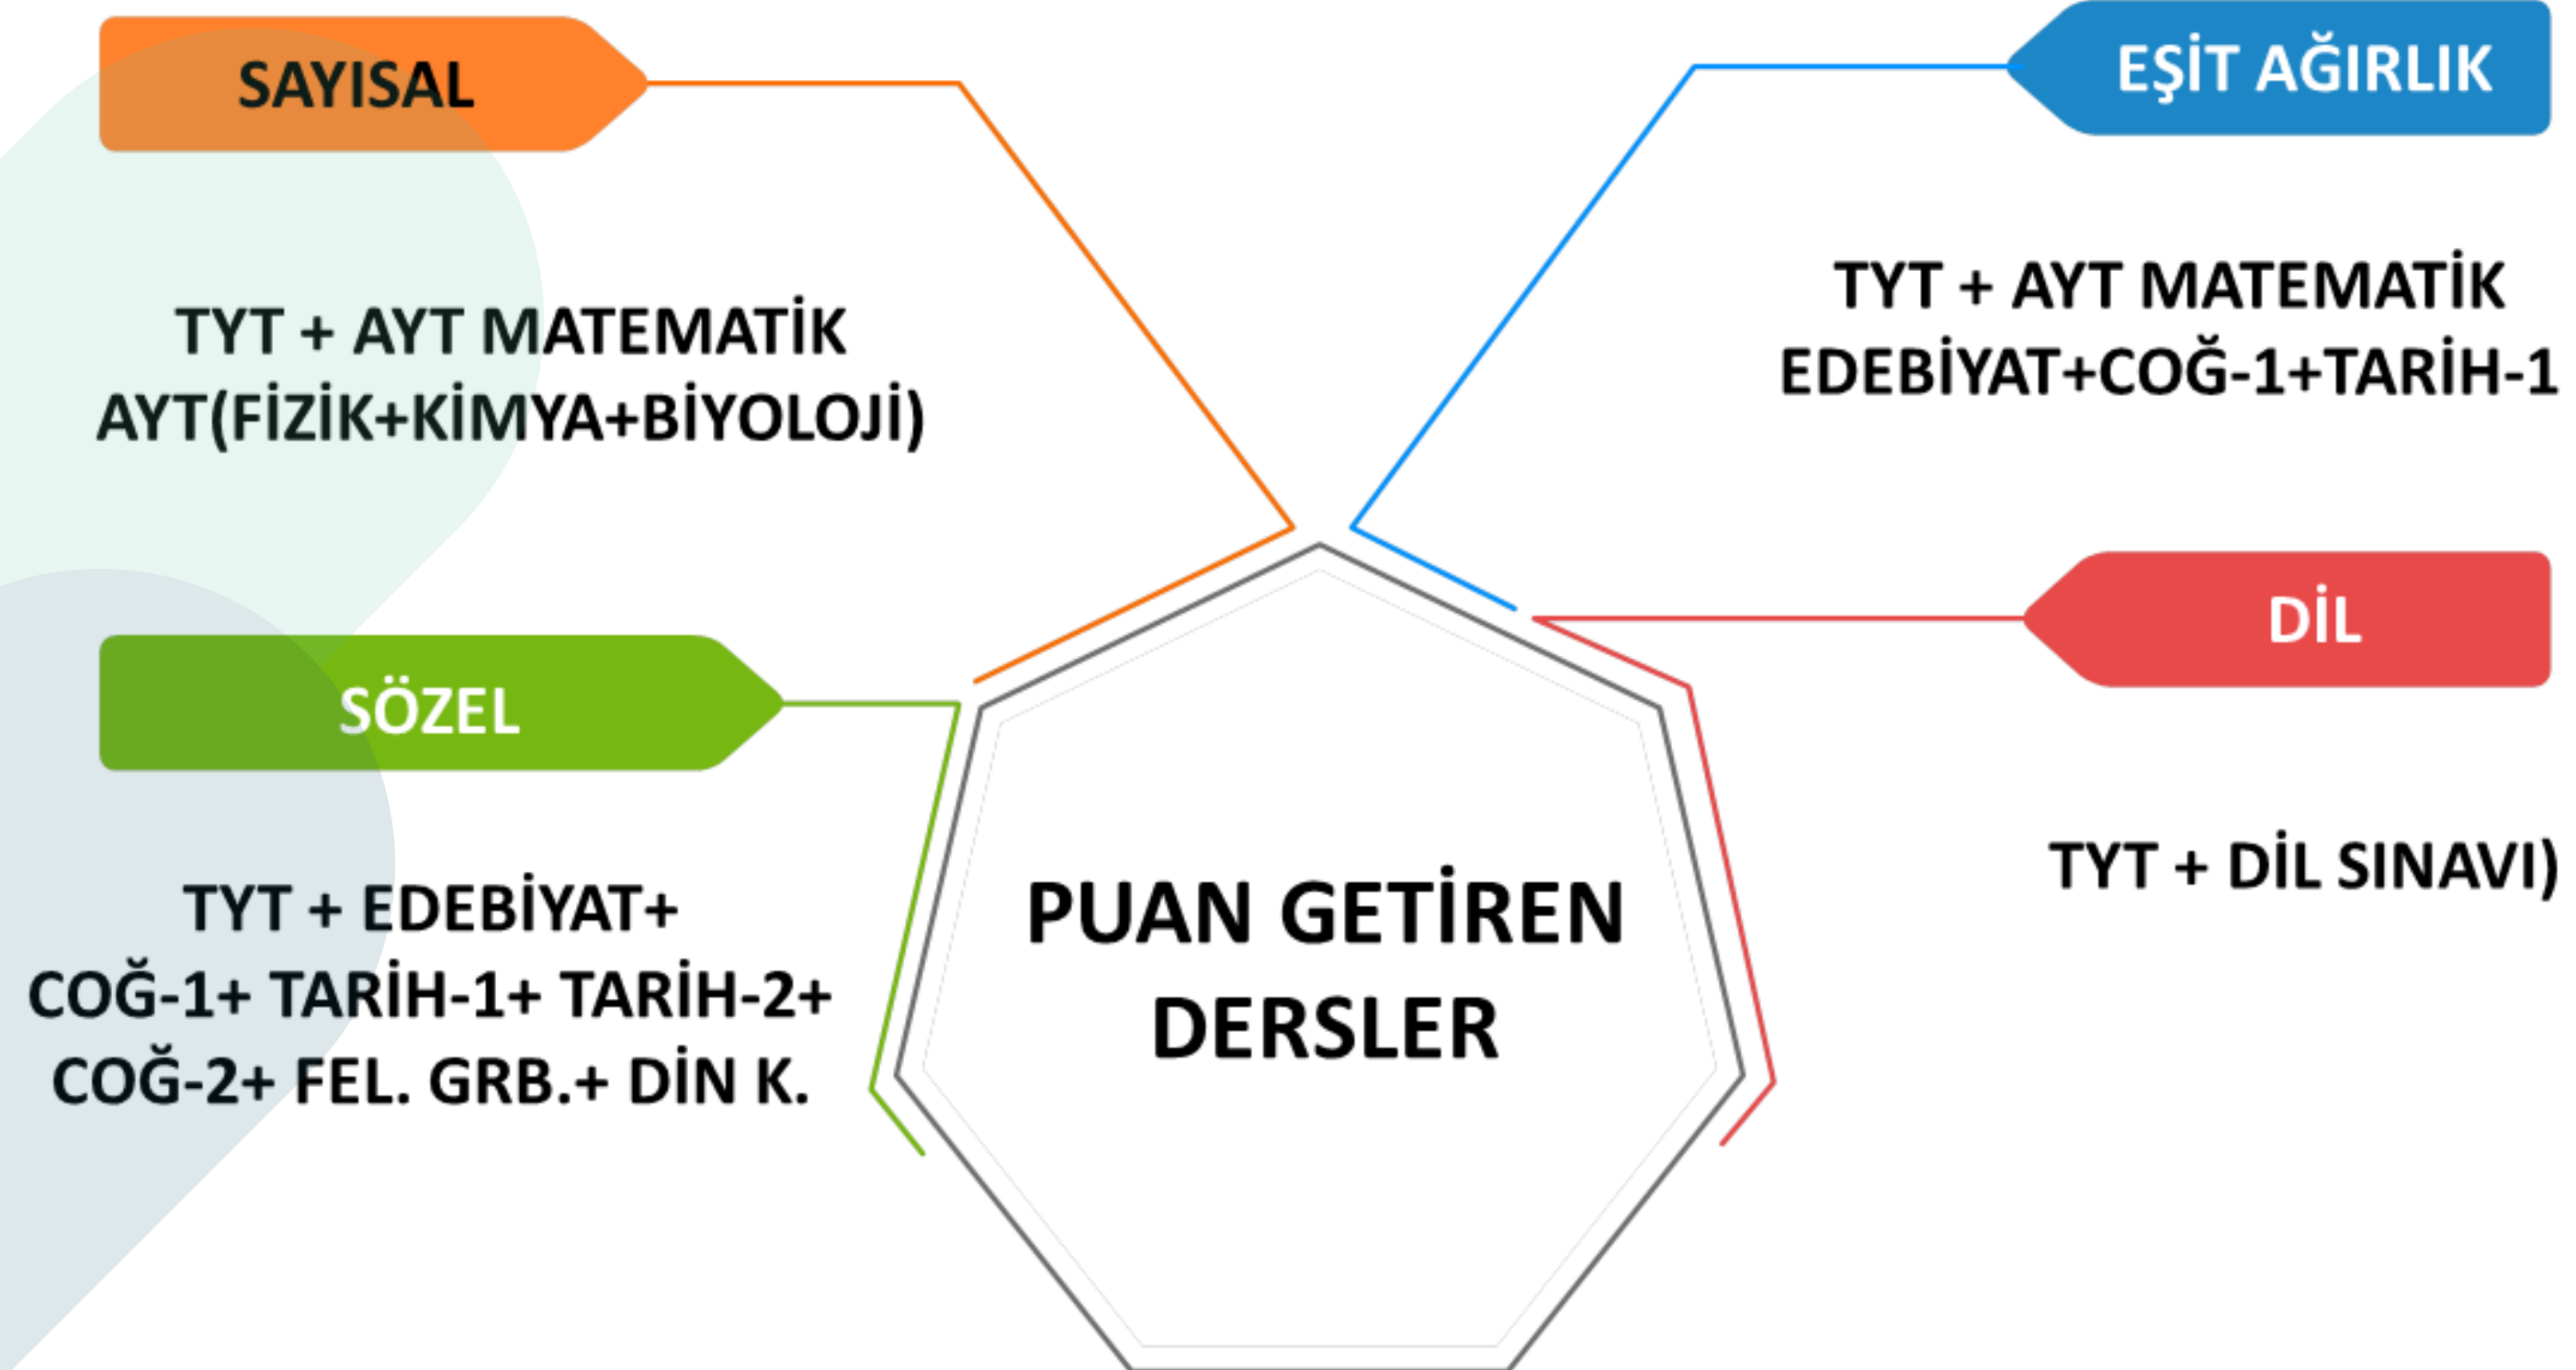 SAYISAL
TYT + AYT MATEMATİK
AYT(FİZİK+KİMYA+BİYOLOJİ)
EŞİT AĞIRLIK
TYT + AYT MATEMATİK
EDEBİYAT+COĞ-1+TARİH-1
SÖZEL
TYT + EDEBİYAT+
COĞ-1+ TARİH-1+ TARİH-2+
COĞ-2+ FEL. GRB.+ DİN K.
DİL
TYT + DİL SINAVI)
PUAN GETİREN
DERSLER